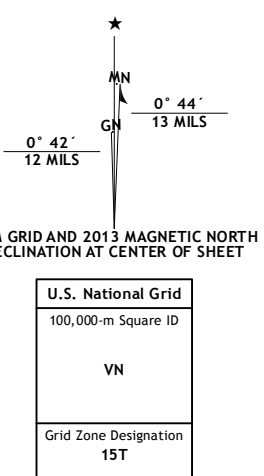 ★
MN
0° 44´
GN
13 MILS
0° 42´
12 MILS
GRID AND 2013 MAGNETIC NORTH
AT CENTER OF SHEET
U.S. National Grid
100,000-m Square ID
VN
Grid Zone Designation
15T